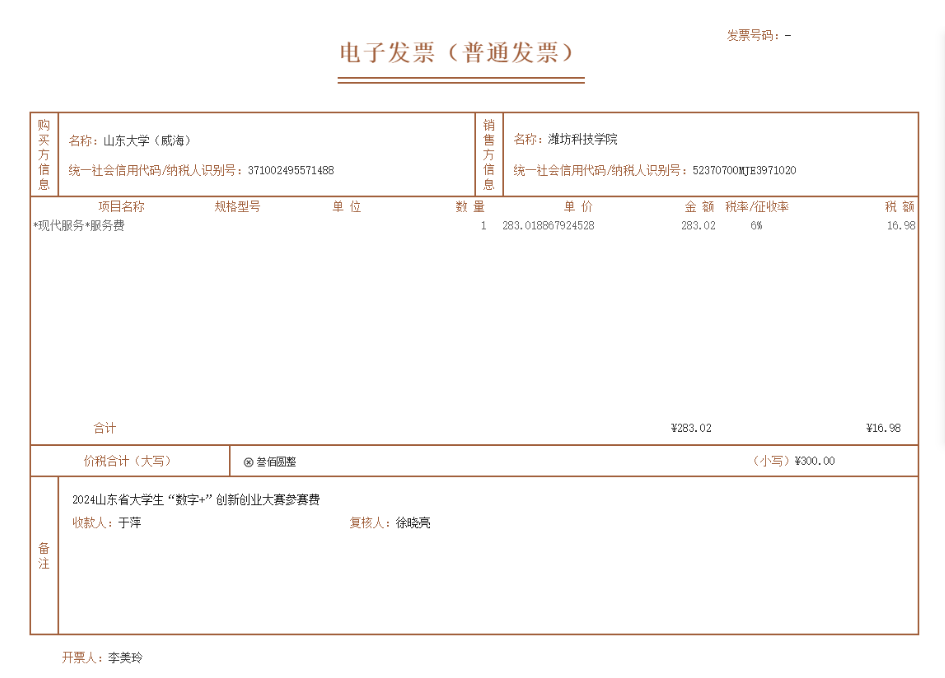 电子发票（普通发票）
发票号码：-
购买方信息
名称：山东大学（威海）
统一社会信用代码/纳税人识别号：371002495571488
销售方信息
名称：潍坊科技学院
统一社会信用代码/纳税人识别号：52370700MJE3971020
项目名称 规格型号 单 位 数 量 单 价 金 额 税率/征收率 税 额
*现代服务*服务费 1 283.018867924528 283.02 6% 16.98
合计 ¥283.02 ¥16.98
价税合计（大写） ⊗ 叁佰圆整 （小写）¥300.00
备注
2024山东省大学生“数字+”创新创业大赛参赛费
收款人：于萍 复核人：徐晓亮
开票人：李美玲